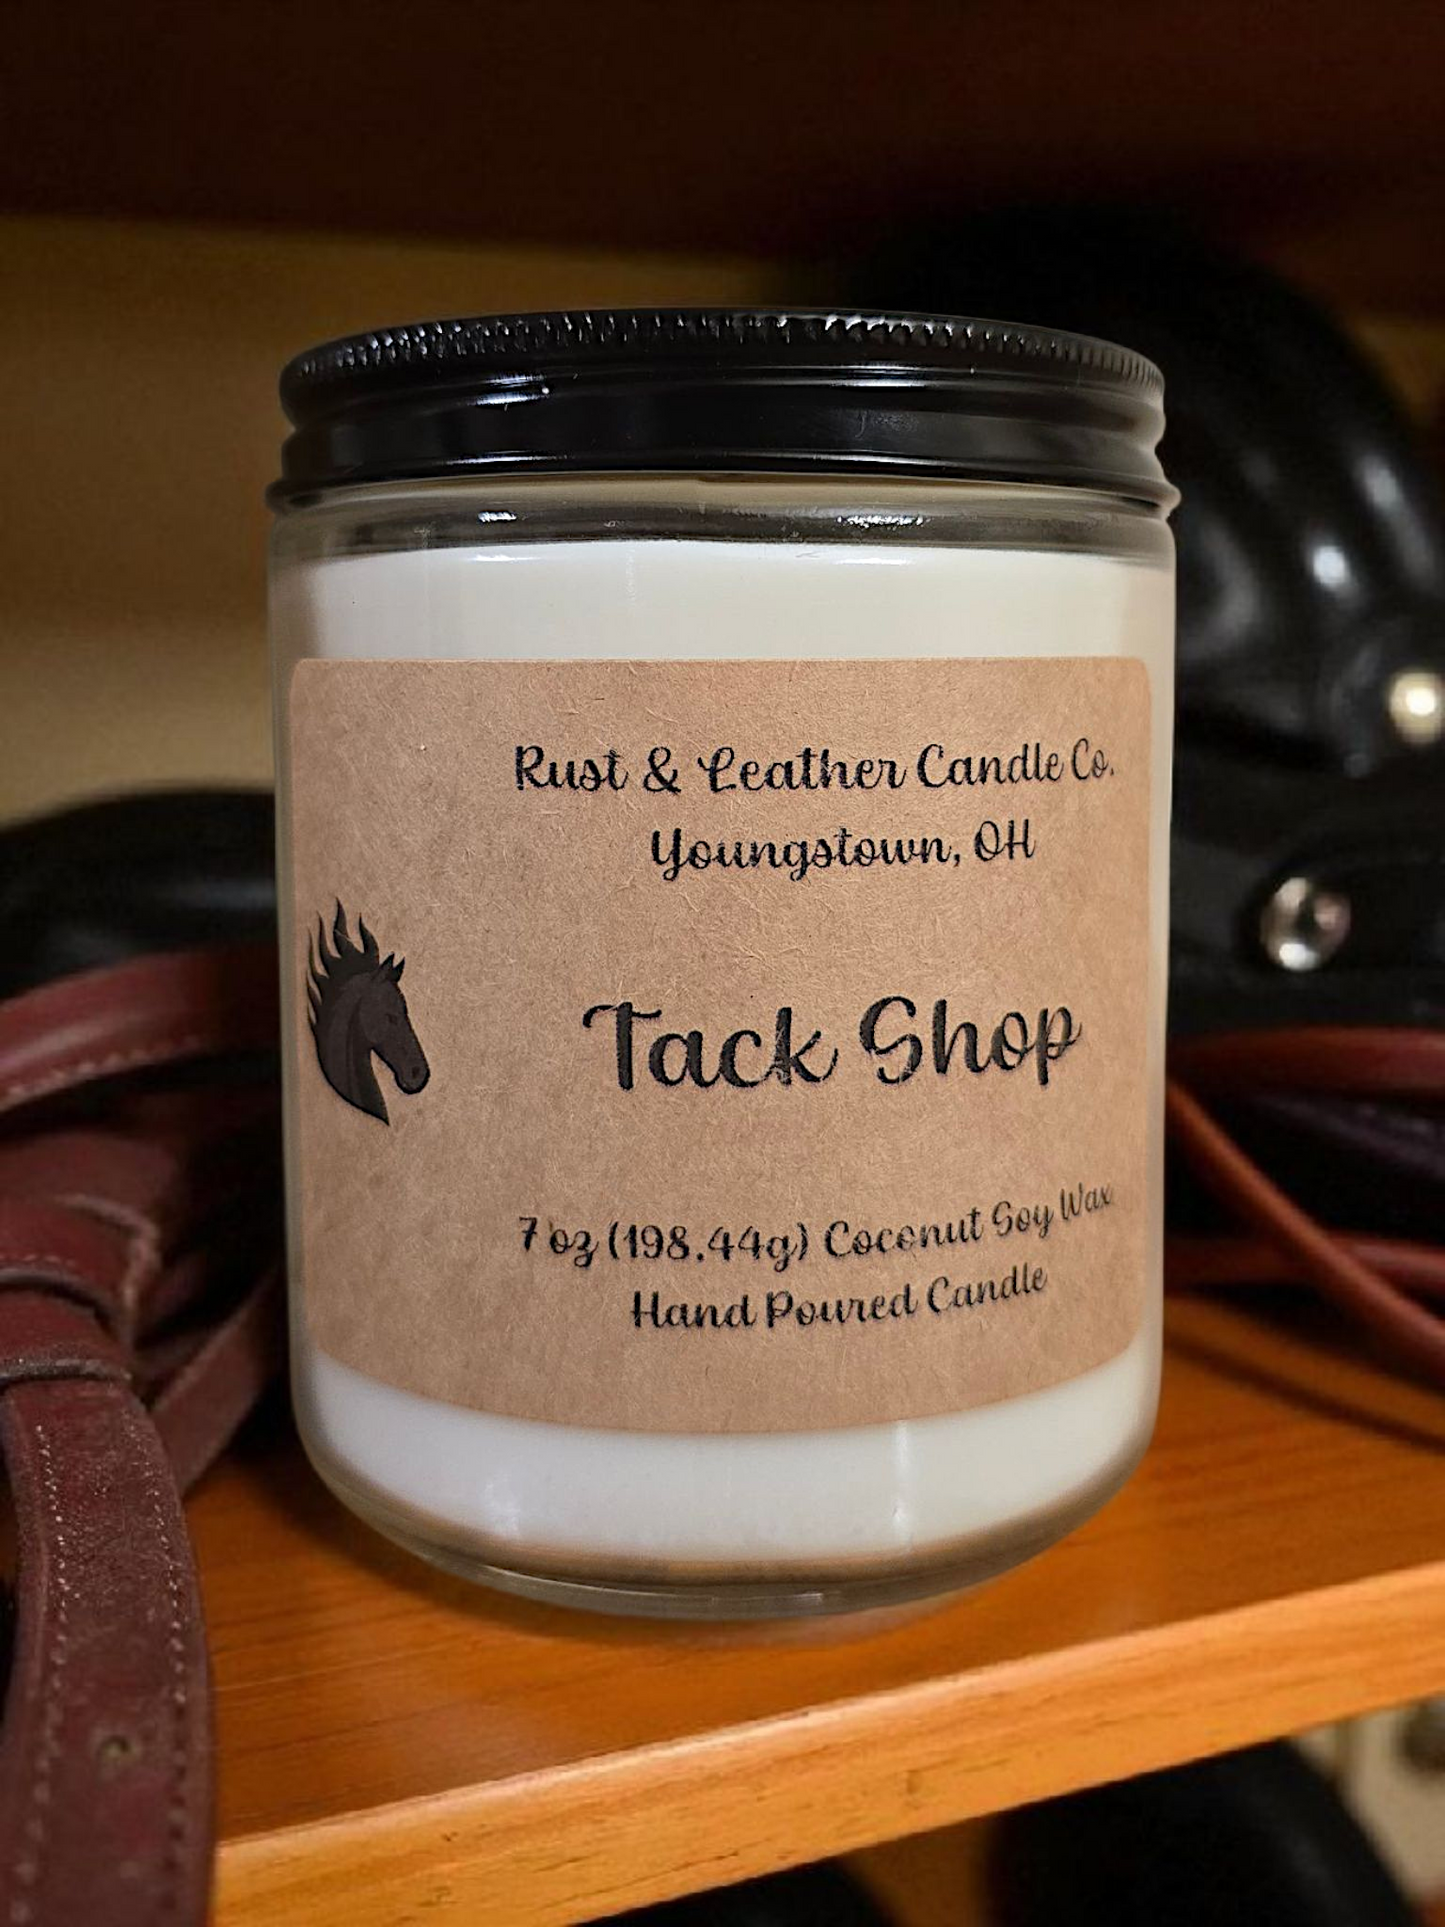 Rust & Leather Candle Co.
Youngstown, OH
Tack Shop
7 oz (198.44g) Coconut Soy Wax
Hand Poured Candle